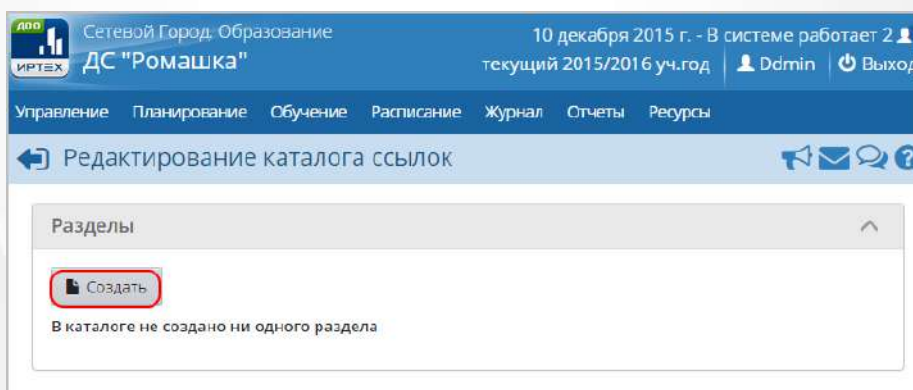 ДПО
ИРТЕХ
Сетевой Город. Образование
ДС "Ромашка"
10 декабря 2015 г. - В системе работает 2
текущий 2015/2016 уч.год Ddmin Выход
Управление Планирование Обучение Расписание Журнал Отчеты Ресурсы
Редактирование каталога ссылок
Разделы
Создать
В каталоге не создано ни одного раздела